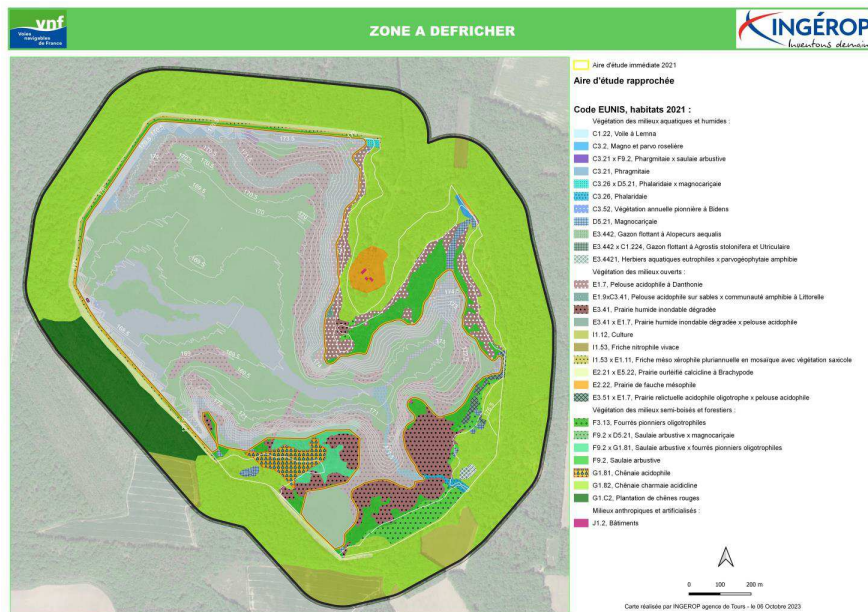 vnf
Voies
navigables
de France
ZONE A DEFRICHER
INGÉROP
Inventons demain
Aire d'étude immédiate 2021
Aire d'étude rapprochée
Code EUNIS, habitats 2021 :
Végétation des milieux aquatiques et humides :
C1.22, Voile à Lemna
C3.2, Magno et parvo roselière
C3.21 x F9.2, Phargmitaie x saulaie arbustive
C3.21, Phragmitaie
C3.26 x D5.21, Phalaridaie x magnocariçaie
C3.26, Phalaridaie
C3.52, Végétation annuelle pionnière à Bidens
D5.21, Magnocariçaie
E3.442, Gazon flottant à Alopecurs aequalis
E3.442 x C1.224, Gazon flottant à Agrostis stolonifera et Utriculaire
E3.4421, Herbiers aquatiques eutrophiles x parvogéophytaie amphibie
Végétation des milieux ouverts :
E1.7, Pelouse acidophile à Danthonie
E1.9xC3.41, Pelouse acidophile sur sables x communauté amphibie à Littorelle
E3.41, Prairie humide inondable dégradée
E3.41 x E1.7, Prairie humide inondable dégradée x pelouse acidophile
I1.12, Culture
I1.53, Friche nitrophile vivace
I1.53 x E1.11, Friche méso xérophile pluriannuelle en mosaïque avec végétation saxicole
E2.21 x E5.22, Prairie ourléifié calcicline à Brachypode
E2.22, Prairie de fauche mésophile
E3.51 x E1.7, Prairie relictuelle acidophile oligotrophe x pelouse acidophile
Végétation des milieux semi-boisés et forestiers :
F3.13, Fourrés pionniers oligotrophiles
F9.2 x D5.21, Saulaie arbustive x magnocariçaie
F9.2 x G1.81, Saulaie arbustive x fourrés pionniers oligotrophiles
F9.2, Saulaie arbustive
G1.81, Chênaie acidophile
G1.82, Chênaie charmaie acidicline
G1.C2, Plantation de chênes rouges
Milieux anthropiques et artificialisés :
J1.2, Bâtiments
0 100 200 m
Carte réalisée par INGEROP agence de Tours - le 06 Octobre 2023